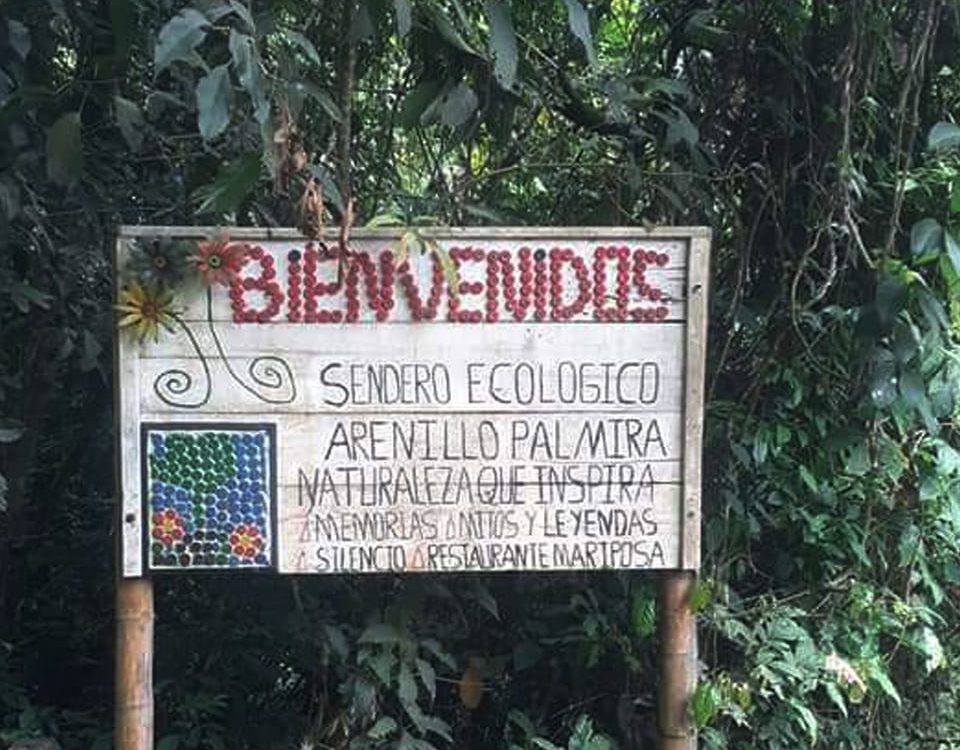 BIENVENIDOS
SENDERO ECOLOGICO
ARENILLO PALMIRA
NATURALEZA QUE INSPIRA
MEMORIAS MITOS Y LEYENDAS
SILENCIO RESTAURANTE MARIPOSA